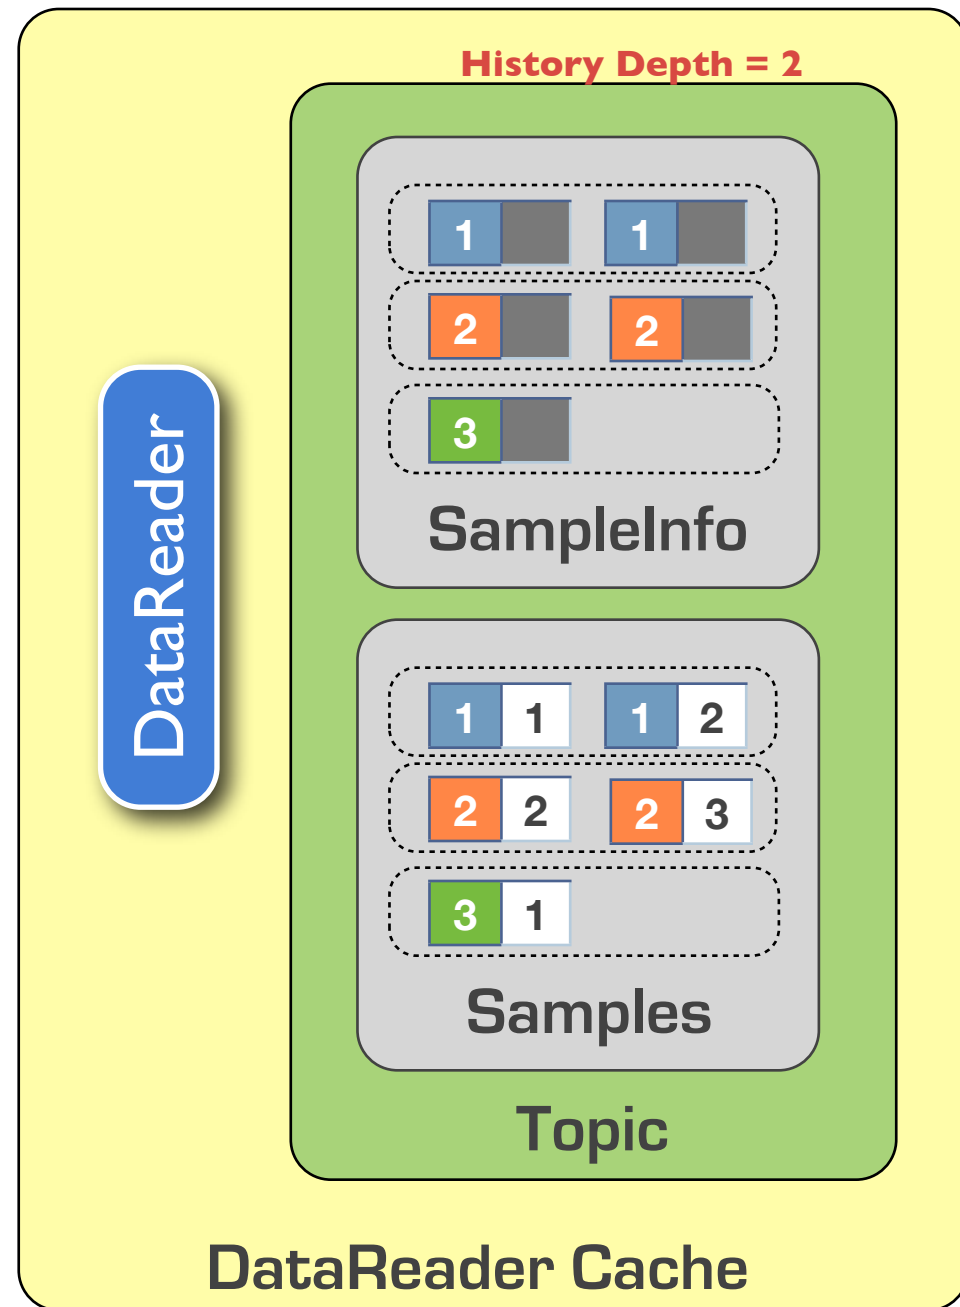 History Depth = 2
1 1
2 2
3
SampleInfo
DataReader
1 1 1 2
2 2 2 3
3 1
Samples
Topic
DataReader Cache